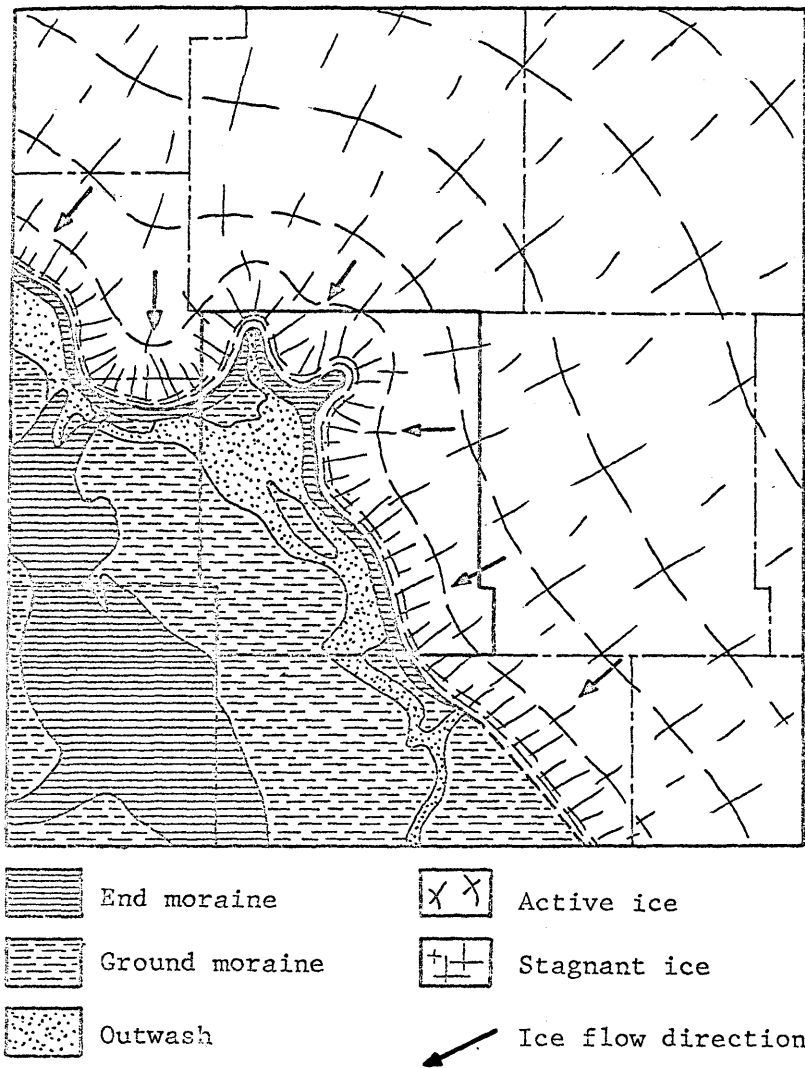 End moraine
Ground moraine
Outwash
Active ice
Stagnant ice
Ice flow direction